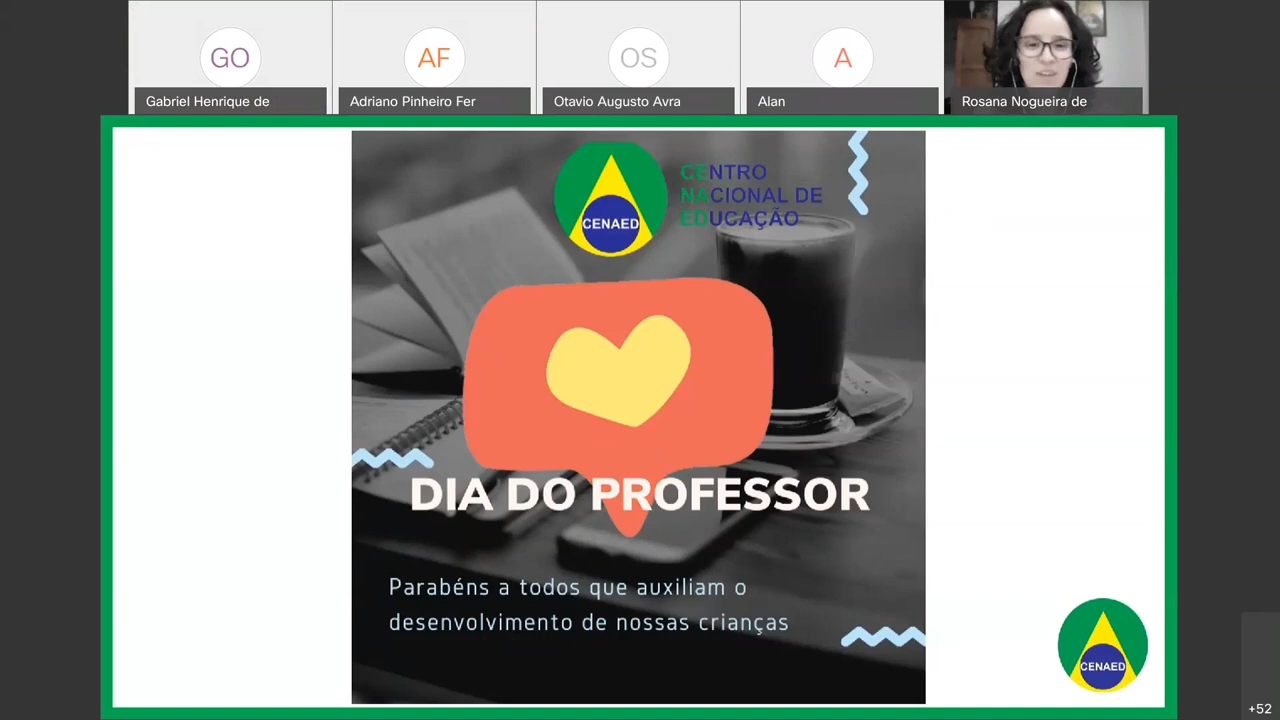 GO
AF
OS
A
Gabriel Henrique de
Adriano Pinheiro Fer
Otavio Augusto Avra
Alan
Rosana Nogueira de
CENTRO
NACIONAL DE
EDUCAÇÃO
CENAED
DIA DO PROFESSOR
Parabéns a todos que auxiliam o
desenvolvimento de nossas crianças
CENAED
+52